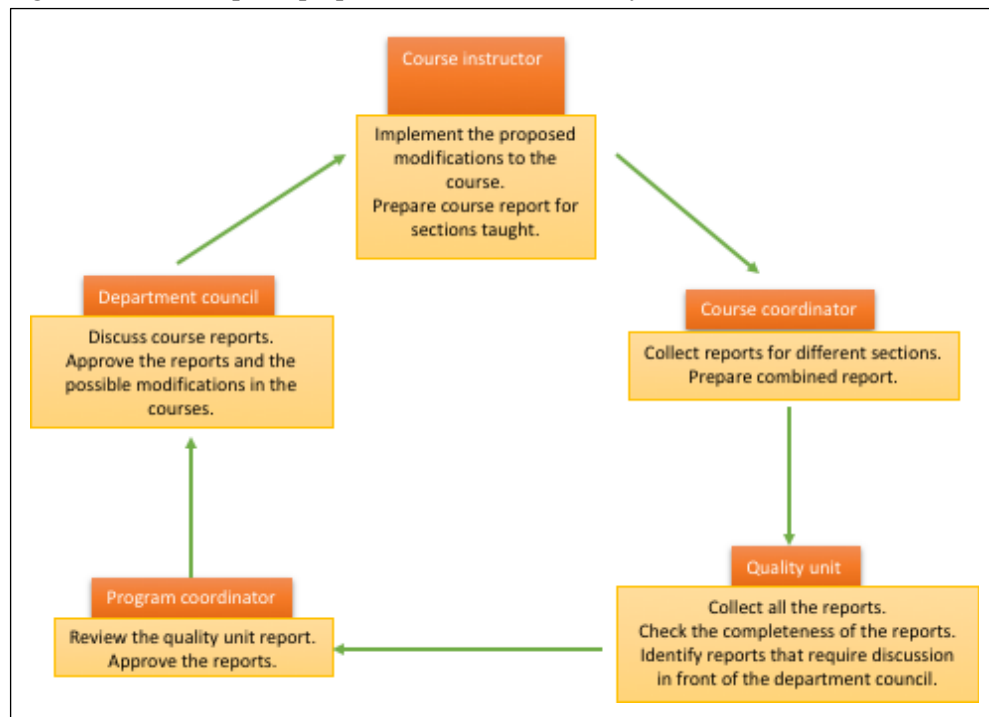 Course instructor
Implement the proposed
modifications to the
course.
Prepare course report for
sections taught.
Course coordinator
Collect reports for different sections.
Prepare combined report.
Quality unit
Collect all the reports.
Check the completeness of the reports.
Identify reports that require discussion
in front of the department council.
Program coordinator
Review the quality unit report.
Approve the reports.
Department council
Discuss course reports.
Approve the reports and the
possible modifications in the
courses.